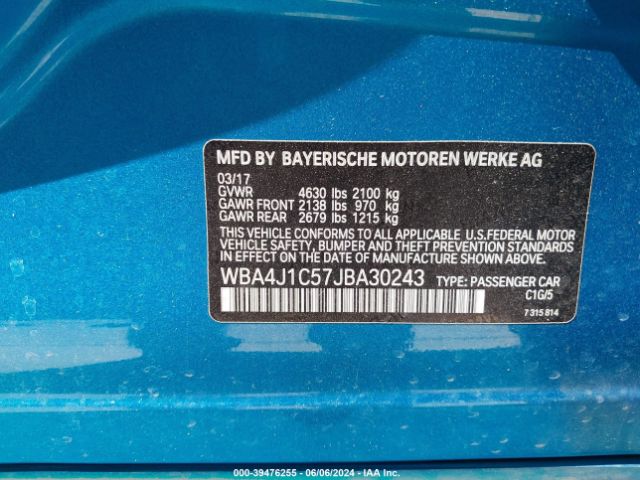 MFD BY BAYERISCHE MOTOREN WERKE AG
03/17
GVWR 4630 lbs 2100 kg
GAWR FRONT 2138 lbs 970 kg
GAWR REAR 2679 lbs 1215 kg
THIS VEHICLE CONFORMS TO ALL APPLICABLE U.S.FEDERAL MOTOR
VEHICLE SAFETY, BUMPER AND THEFT PREVENTION STANDARDS
IN EFFECT ON THE DATE OF MANUFACTURE SHOWN ABOVE.
WBA4J1C57JBA30243 TYPE: PASSENGER CAR
C1G/5
7 315 814
000-39476255 - 06/06/2024 - IAA Inc.